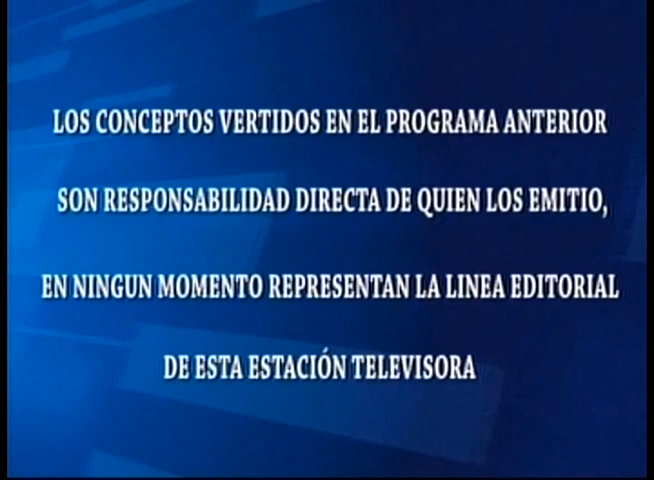 LOS CONCEPTOS VERTIDOS EN EL PROGRAMA ANTERIOR
SON RESPONSABILIDAD DIRECTA DE QUIEN LOS EMITIO,
EN NINGUN MOMENTO REPRESENTAN LA LINEA EDITORIAL
DE ESTA ESTACIÓN TELEVISORA